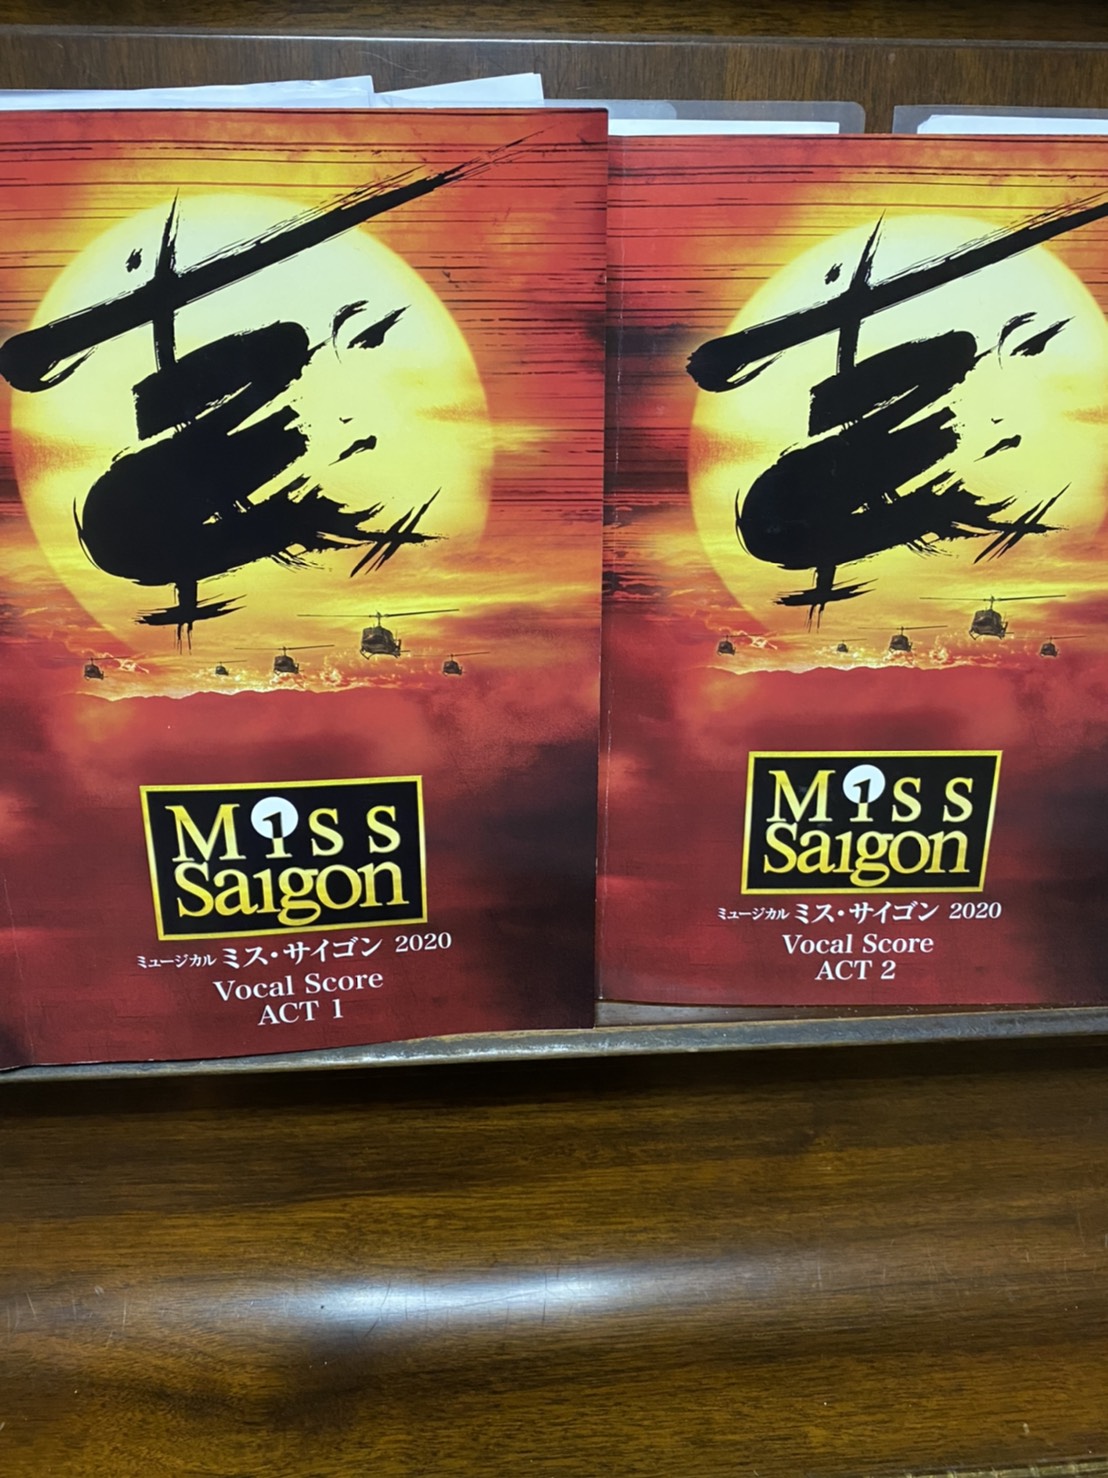 Miss
Saigon
ミュージカル ミス・サイゴン 2020
Vocal Score
ACT 1
Miss
Saigon
ミュージカル ミス・サイゴン 2020
Vocal Score
ACT 2